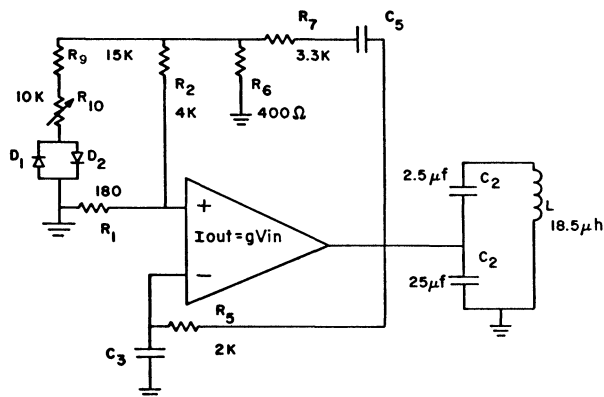 R7
C5
R9
15K
3.3K
R2
R6
10K
R10
4K
400Ω
D1
D2
180
2.5μf
C2
+
L
R1
Iout=gVin
18.5μh
C2
−
25μf
R5
C3
2K